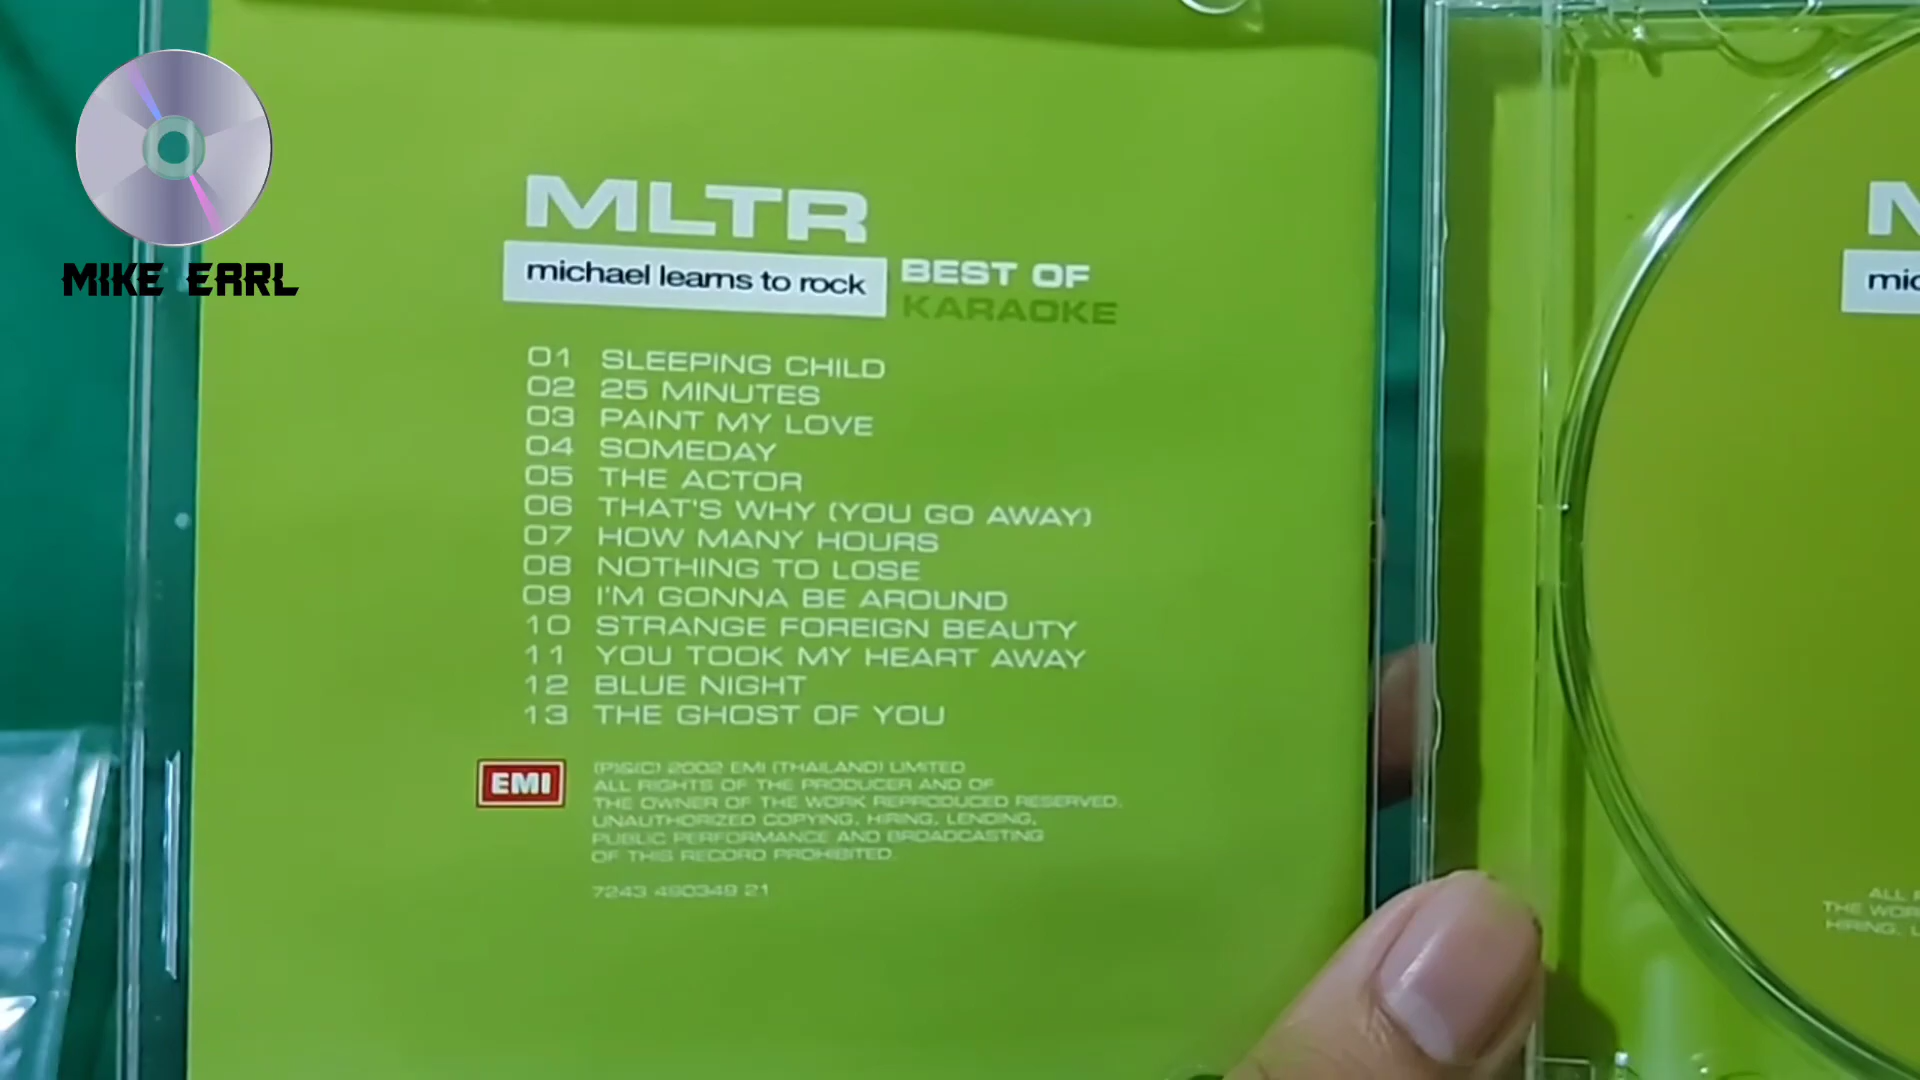 MIKE EARL
MLTR
michael learns to rock
BEST OF
KARAOKE
01 SLEEPING CHILD
02 25 MINUTES
03 PAINT MY LOVE
04 SOMEDAY
05 THE ACTOR
06 THAT'S WHY (YOU GO AWAY)
07 HOW MANY HOURS
08 NOTHING TO LOSE
09 I'M GONNA BE AROUND
10 STRANGE FOREIGN BEAUTY
11 YOU TOOK MY HEART AWAY
12 BLUE NIGHT
13 THE GHOST OF YOU
EMI
(P)&(C) 2002 EMI (THAILAND) LIMITED
ALL RIGHTS OF THE PRODUCER AND OF
THE OWNER OF THE WORK REPRODUCED RESERVED.
UNAUTHORIZED COPYING, HIRING, LENDING,
PUBLIC PERFORMANCE AND BROADCASTING
OF THIS RECORD PROHIBITED.
7243 490349 21
ALL
THE
HIRING,